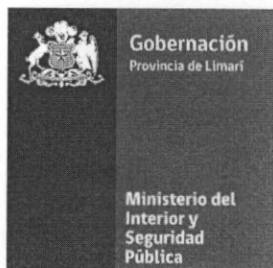 Gobernación
Provincia de Limarí
Ministerio del
Interior y
Seguridad
Pública